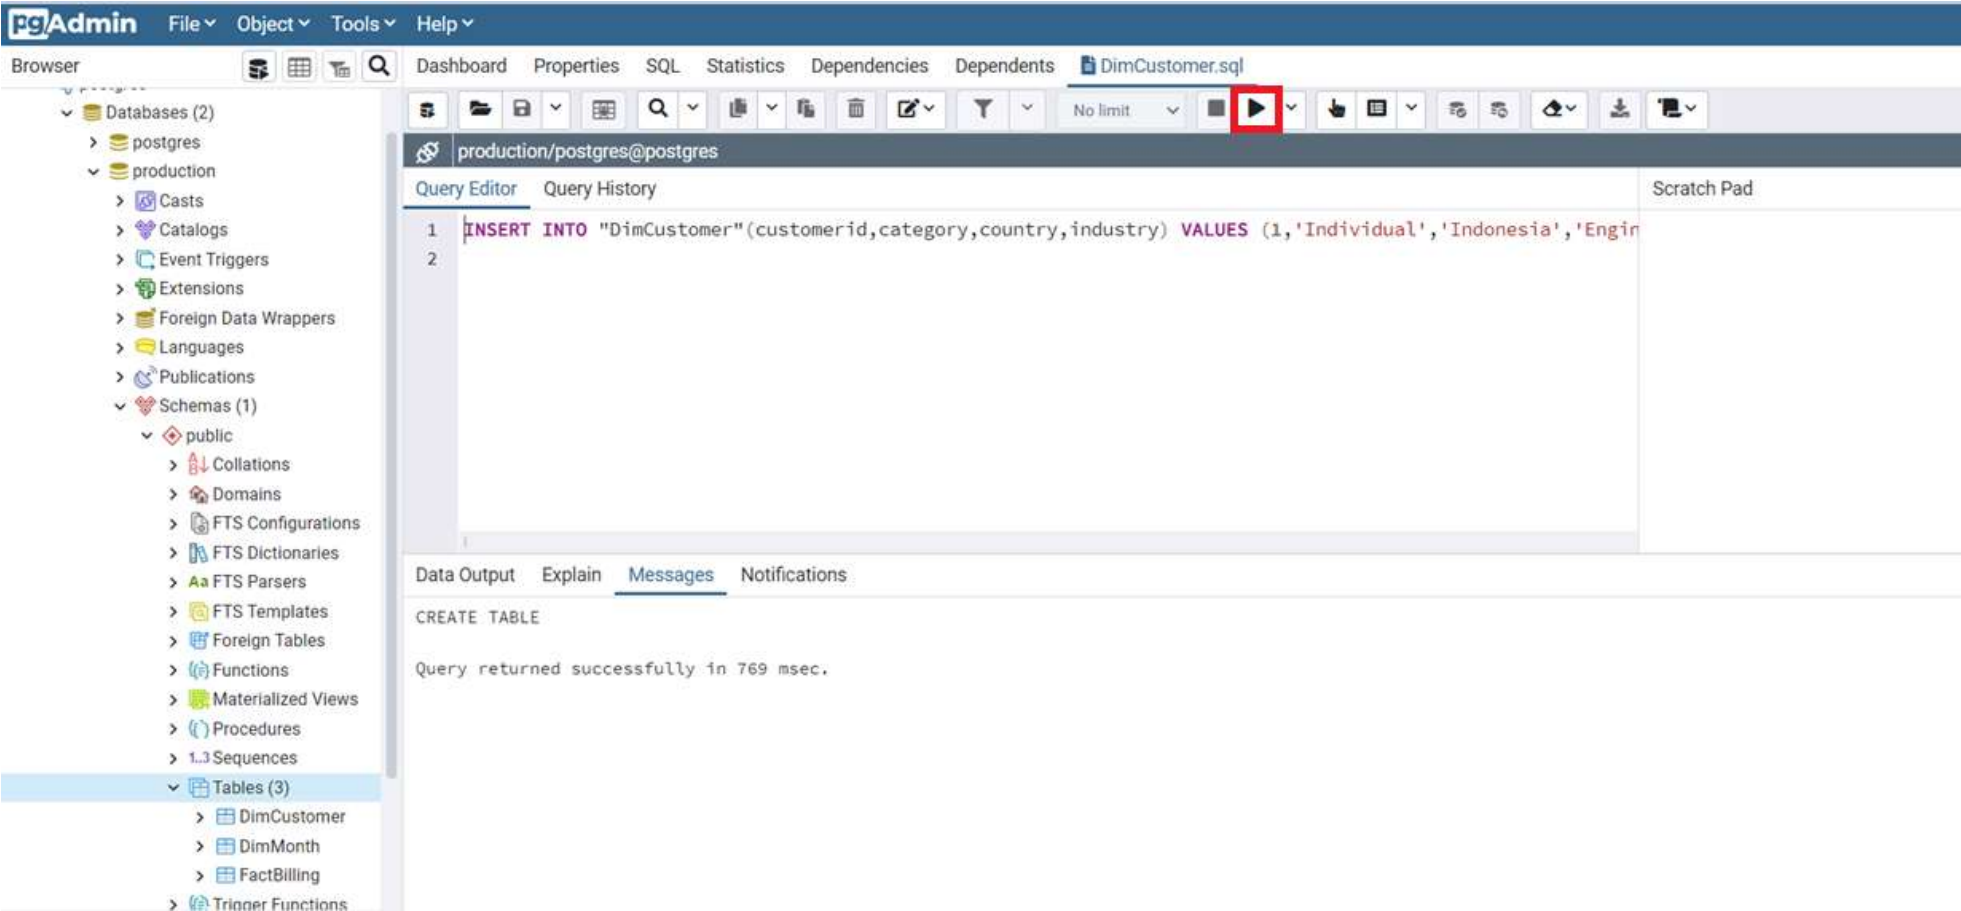 pgAdmin File Object Tools Help
Browser
Dashboard Properties SQL Statistics Dependencies Dependents DimCustomer.sql
No limit
production/postgres@postgres
Query Editor Query History
Scratch Pad
1 INSERT INTO "DimCustomer"(customerid,category,country,industry) VALUES (1,'Individual','Indonesia','Engin
2
Data Output Explain Messages Notifications
CREATE TABLE
Query returned successfully in 769 msec.
Databases (2)
postgres
production
Casts
Catalogs
Event Triggers
Extensions
Foreign Data Wrappers
Languages
Publications
Schemas (1)
public
Collations
Domains
FTS Configurations
FTS Dictionaries
Aa FTS Parsers
FTS Templates
Foreign Tables
Functions
Materialized Views
Procedures
1..3 Sequences
Tables (3)
DimCustomer
DimMonth
FactBilling
Trigger Functions